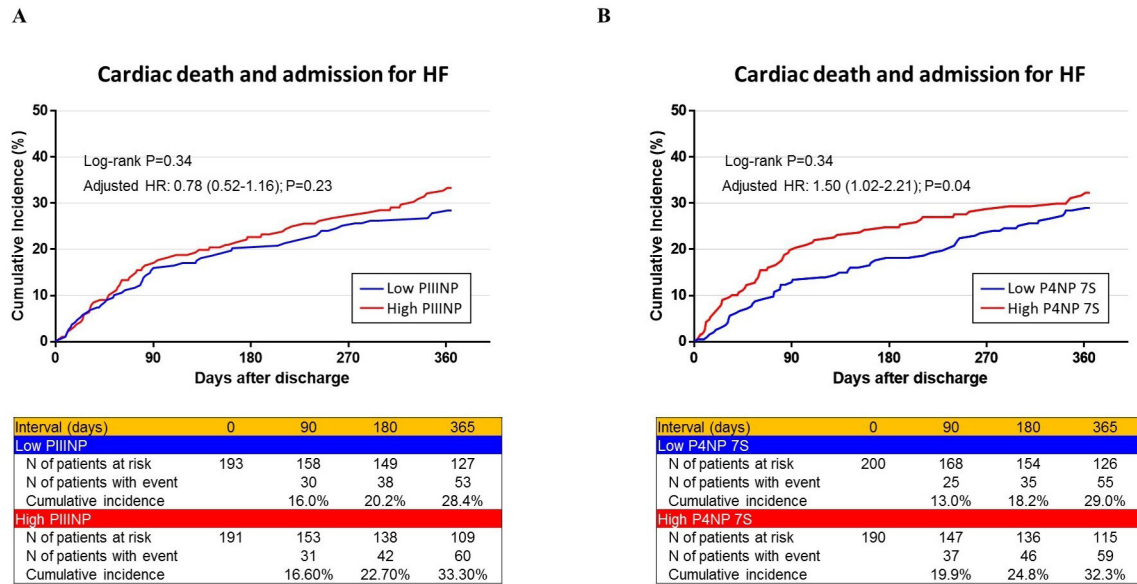 A
Cardiac death and admission for HF
Cumulative Incidence (%)
50
40
30
20
10
0
Log-rank P=0.34
Adjusted HR: 0.78 (0.52-1.16); P=0.23
Low PIIINP
High PIIINP
0 90 180 270 360
Days after discharge
Interval (days) 0 90 180 365
Low PIIINP
N of patients at risk 193 158 149 127
N of patients with event 30 38 53
Cumulative incidence 16.0% 20.2% 28.4%
High PIIINP
N of patients at risk 191 153 138 109
N of patients with event 31 42 60
Cumulative incidence 16.60% 22.70% 33.30%
B
Cardiac death and admission for HF
Cumulative Incidence (%)
50
40
30
20
10
0
Log-rank P=0.34
Adjusted HR: 1.50 (1.02-2.21); P=0.04
Low P4NP 7S
High P4NP 7S
0 90 180 270 360
Days after discharge
Interval (days) 0 90 180 365
Low P4NP 7S
N of patients at risk 200 168 154 126
N of patients with event 25 35 55
Cumulative incidence 13.0% 18.2% 29.0%
High P4NP 7S
N of patients at risk 190 147 136 115
N of patients with event 37 46 59
Cumulative incidence 19.9% 24.8% 32.3%